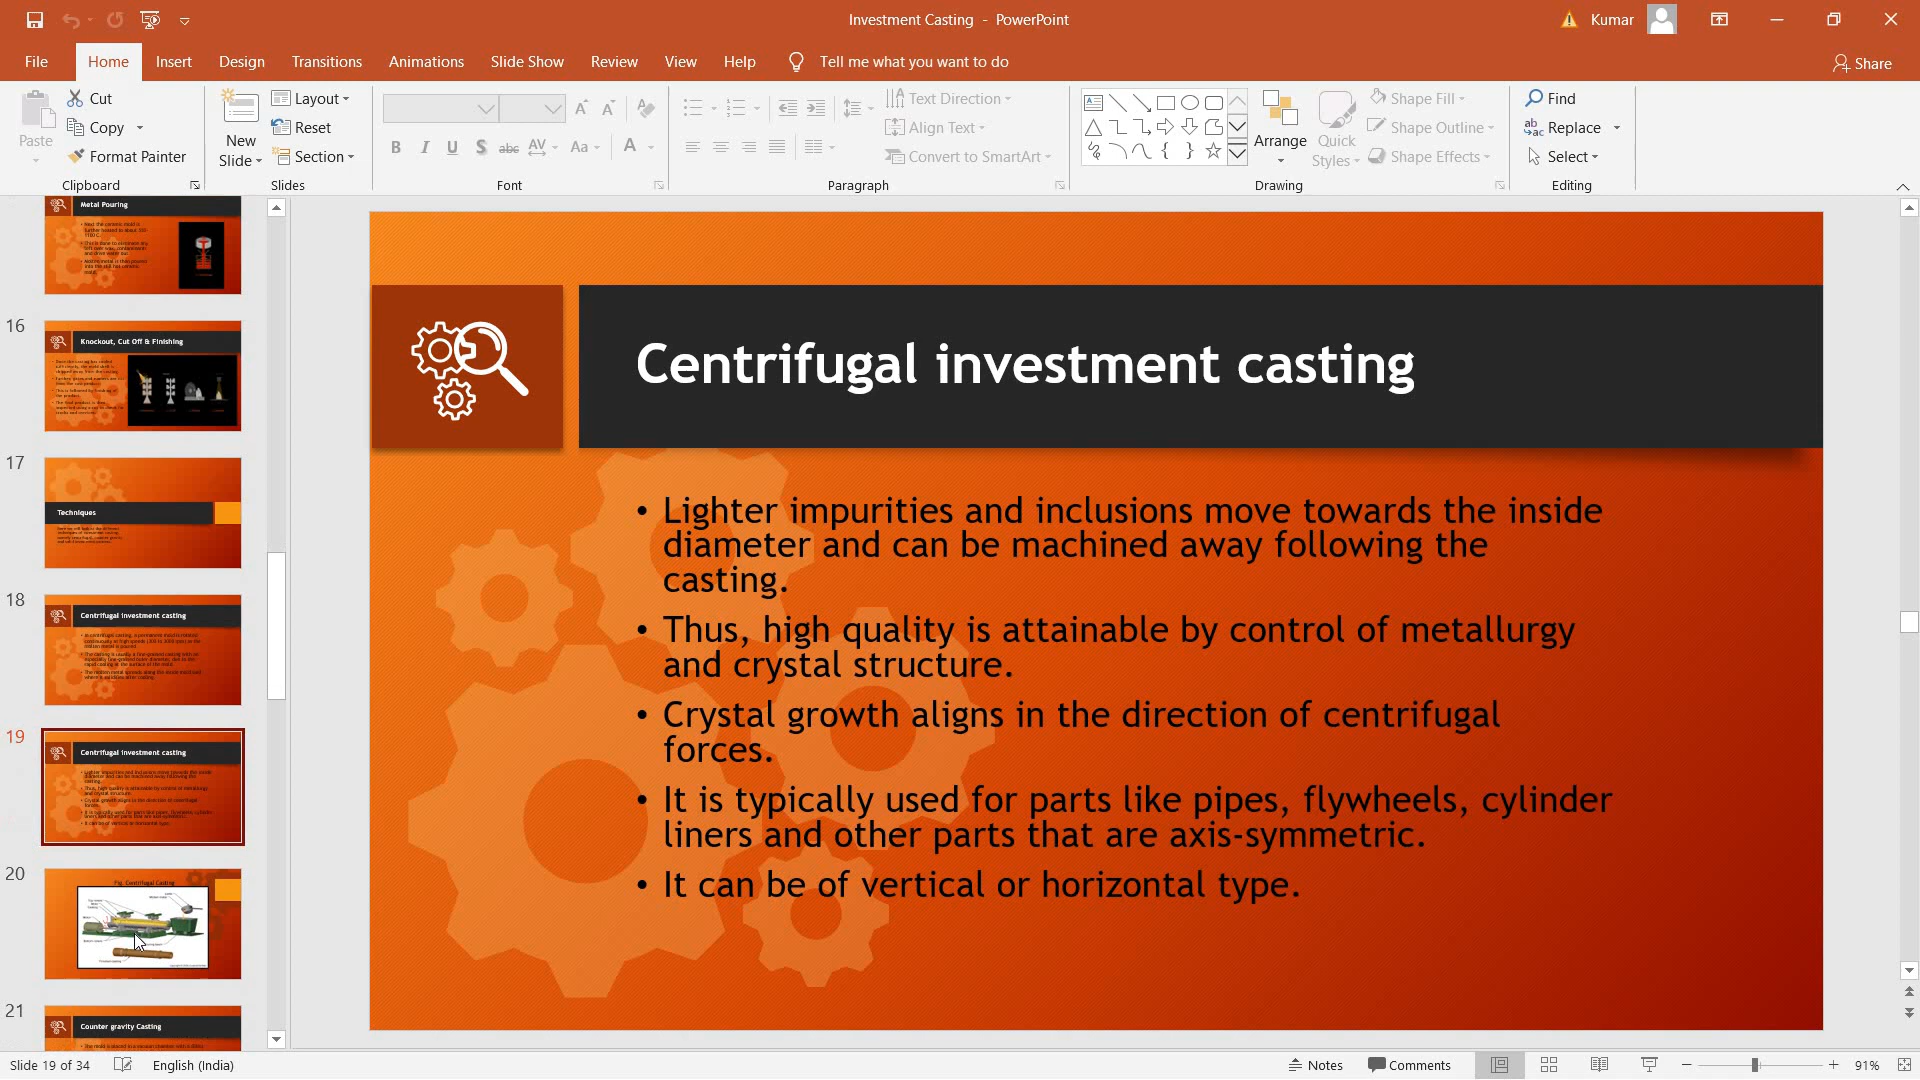 Investment Casting - PowerPoint
Kumar
File
Home
Insert
Design
Transitions
Animations
Slide Show
Review
View
Help
Tell me what you want to do
Share
Paste
Cut
Copy
Format Painter
Clipboard
New
Slide
Layout
Reset
Section
Slides
Font
Text Direction
Align Text
Convert to SmartArt
Paragraph
Arrange
Quick
Styles
Shape Fill
Shape Outline
Shape Effects
Drawing
Find
Replace
Select
Editing
Metal Pouring
16
Knockout, Cut Off & Finishing
17
Techniques
18
Centrifugal investment casting
19
Centrifugal investment casting
20
Fig. Centrifugal Casting
21
Counter gravity Casting
Centrifugal investment casting
• Lighter impurities and inclusions move towards the inside
diameter and can be machined away following the
casting.
• Thus, high quality is attainable by control of metallurgy
and crystal structure.
• Crystal growth aligns in the direction of centrifugal
forces.
• It is typically used for parts like pipes, flywheels, cylinder
liners and other parts that are axis-symmetric.
• It can be of vertical or horizontal type.
Slide 19 of 34
English (India)
Notes
Comments
91%